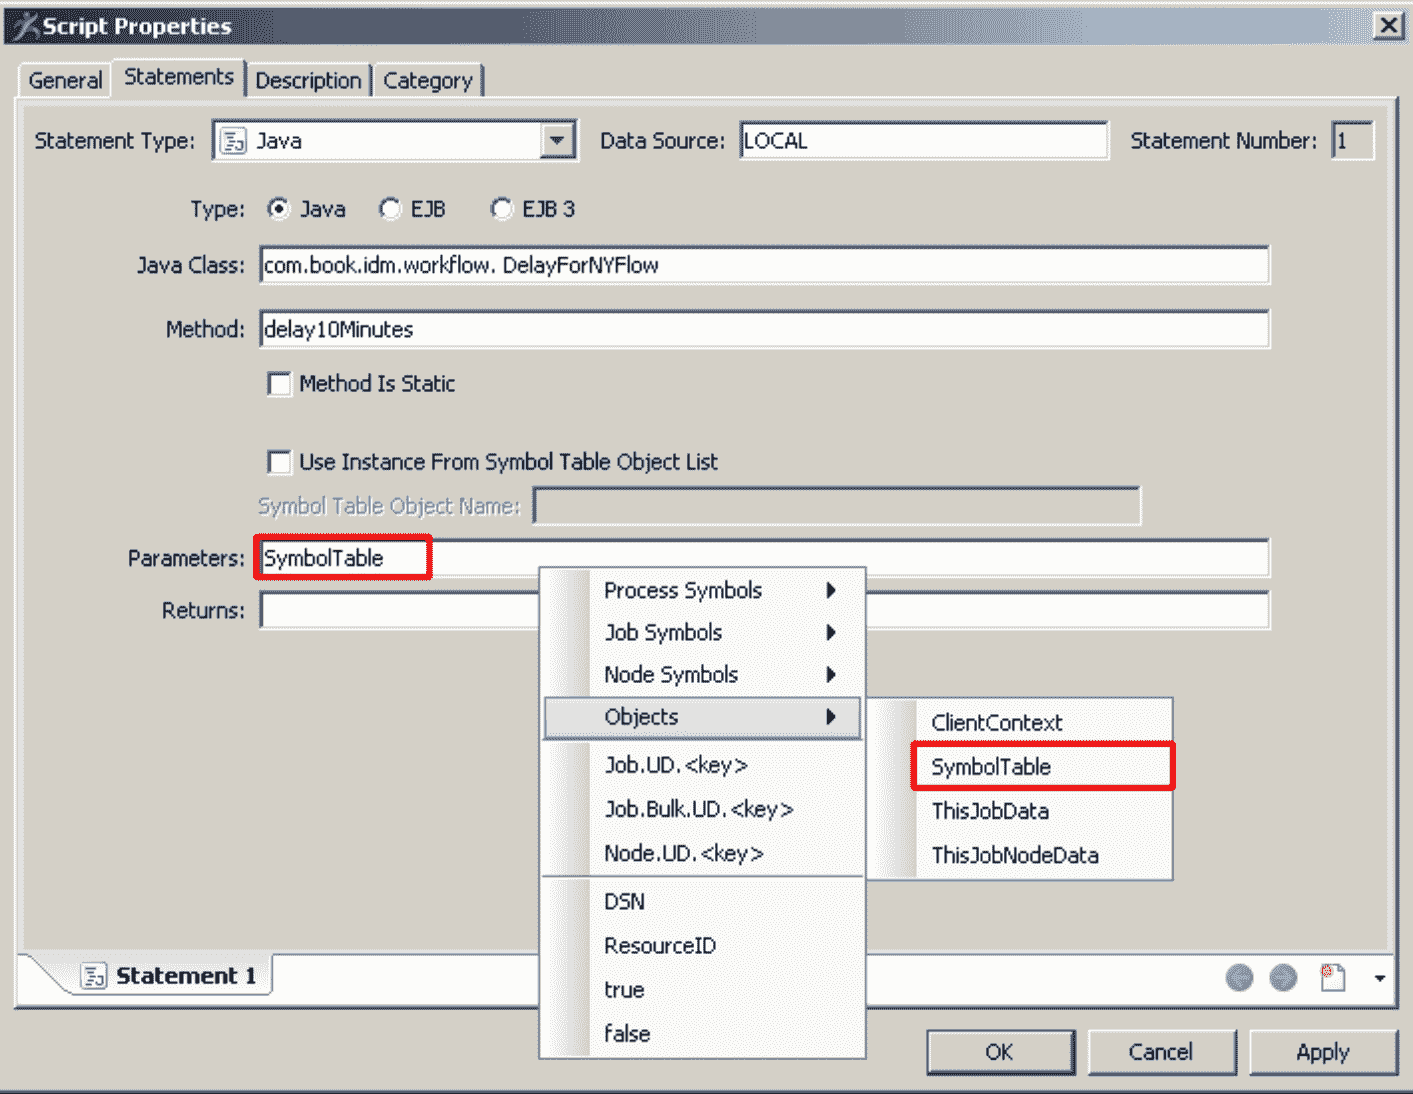 Script Properties
General Statements Description Category
Statement Type: Java Data Source: LOCAL Statement Number: 1
Type: Java EJB EJB 3
Java Class: com.book.idm.workflow. DelayForNYFlow
Method: delay10Minutes
Method Is Static
Use Instance From Symbol Table Object List
Symbol Table Object Name:
Parameters: SymbolTable
Returns:
Process Symbols
Job Symbols
Node Symbols
Objects
Job.UD.<key>
Job.Bulk.UD.<key>
Node.UD.<key>
DSN
ResourceID
true
false
ClientContext
SymbolTable
ThisJobData
ThisJobNodeData
Statement 1
OK Cancel Apply